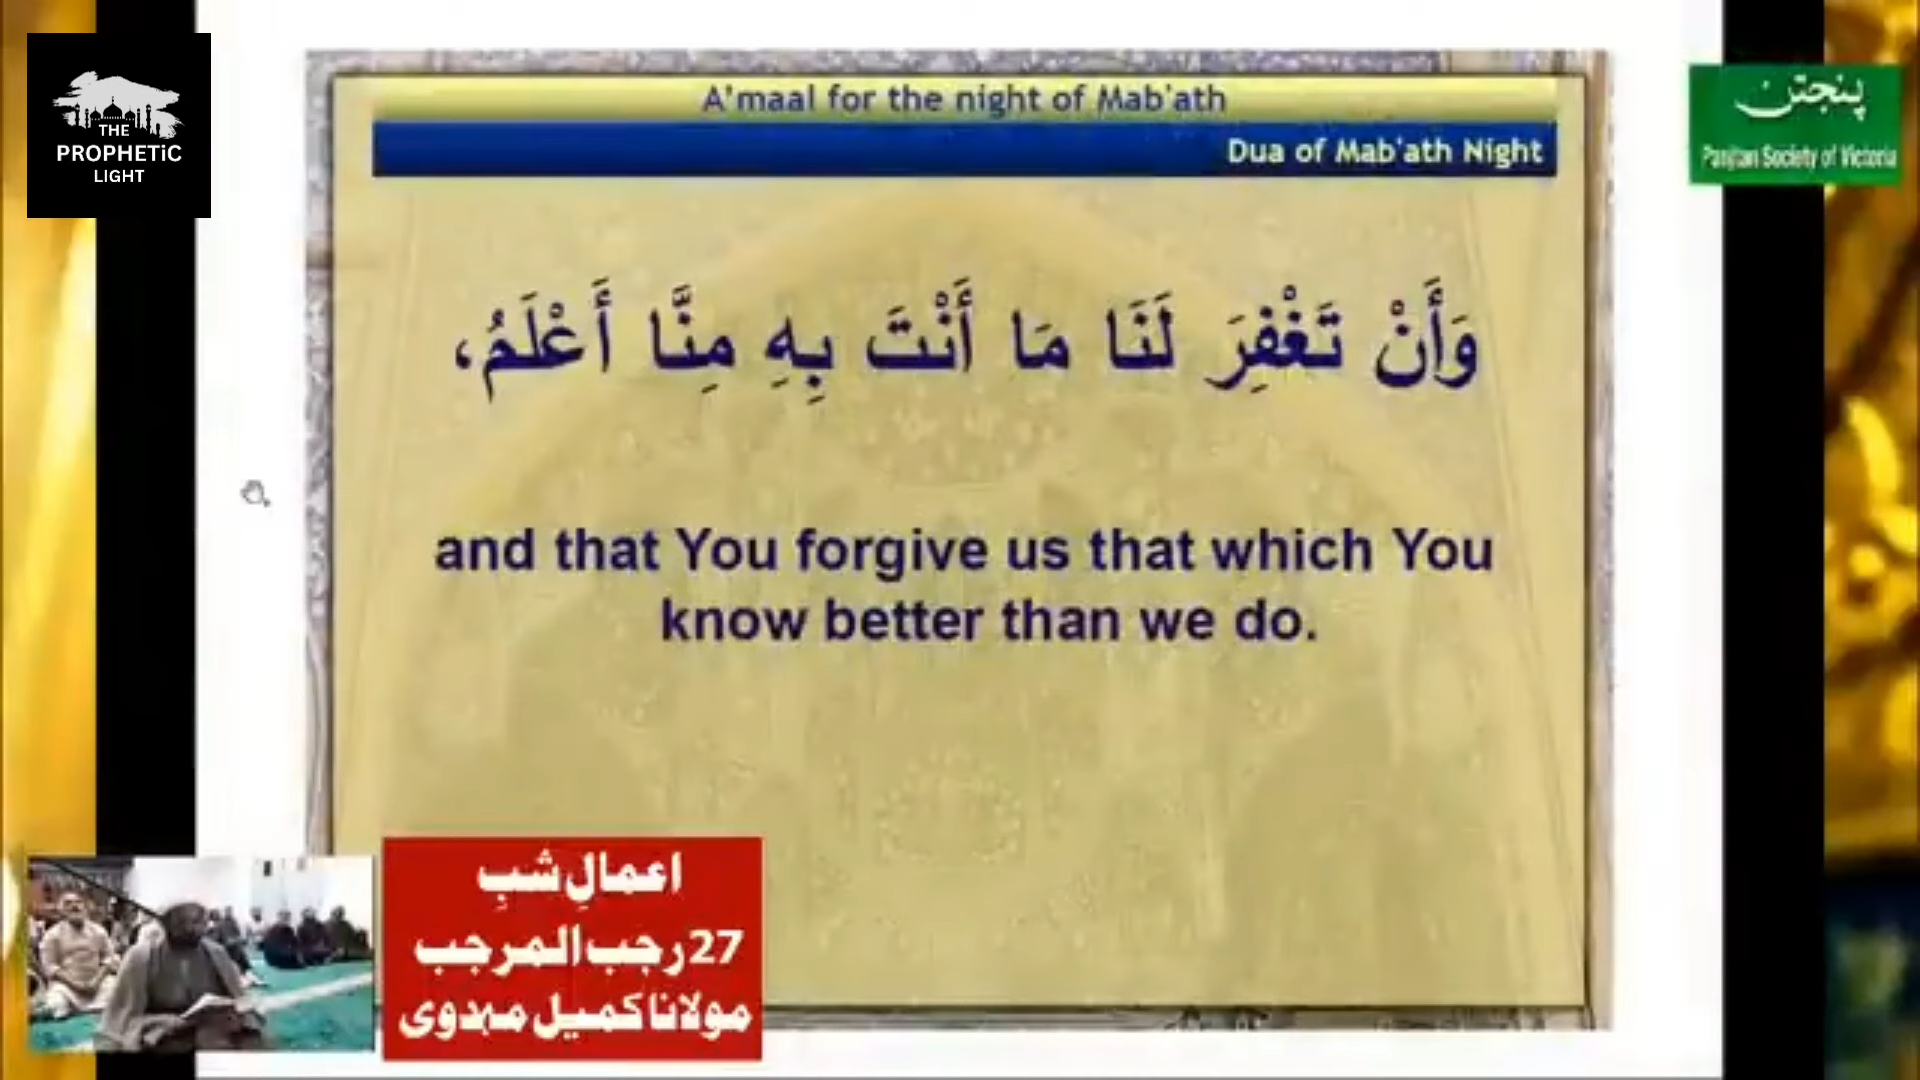 THE
PROPHETiC
LIGHT
A'maal for the night of Mab'ath
Dua of Mab'ath Night
پنجتن
Panjtan Society of Victoria
وَأَنْ تَغْفِرَ لَنَا مَا أَنْتَ بِهِ مِنَّا أَعْلَمُ،
and that You forgive us that which You
know better than we do.
اعمالِ شبِ
27 رجب المرجب
مولانا کمیل مہدوی